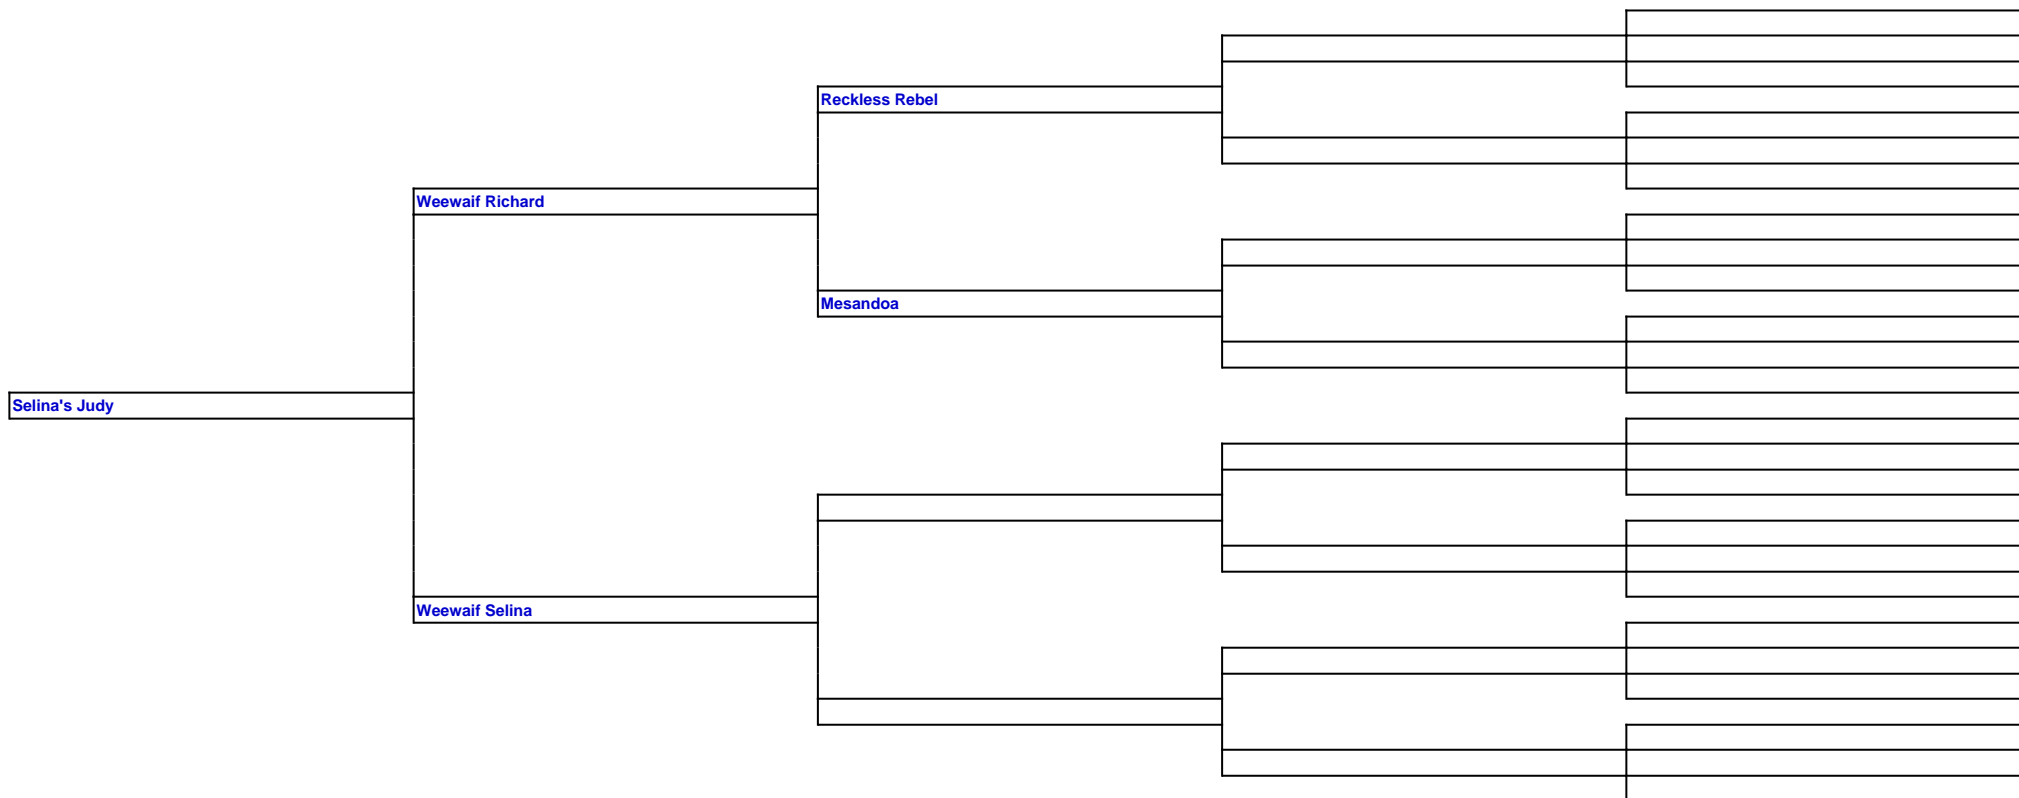 Reckless Rebel
Weewaif Richard
Mesandoa
Selina's Judy
Weewaif Selina